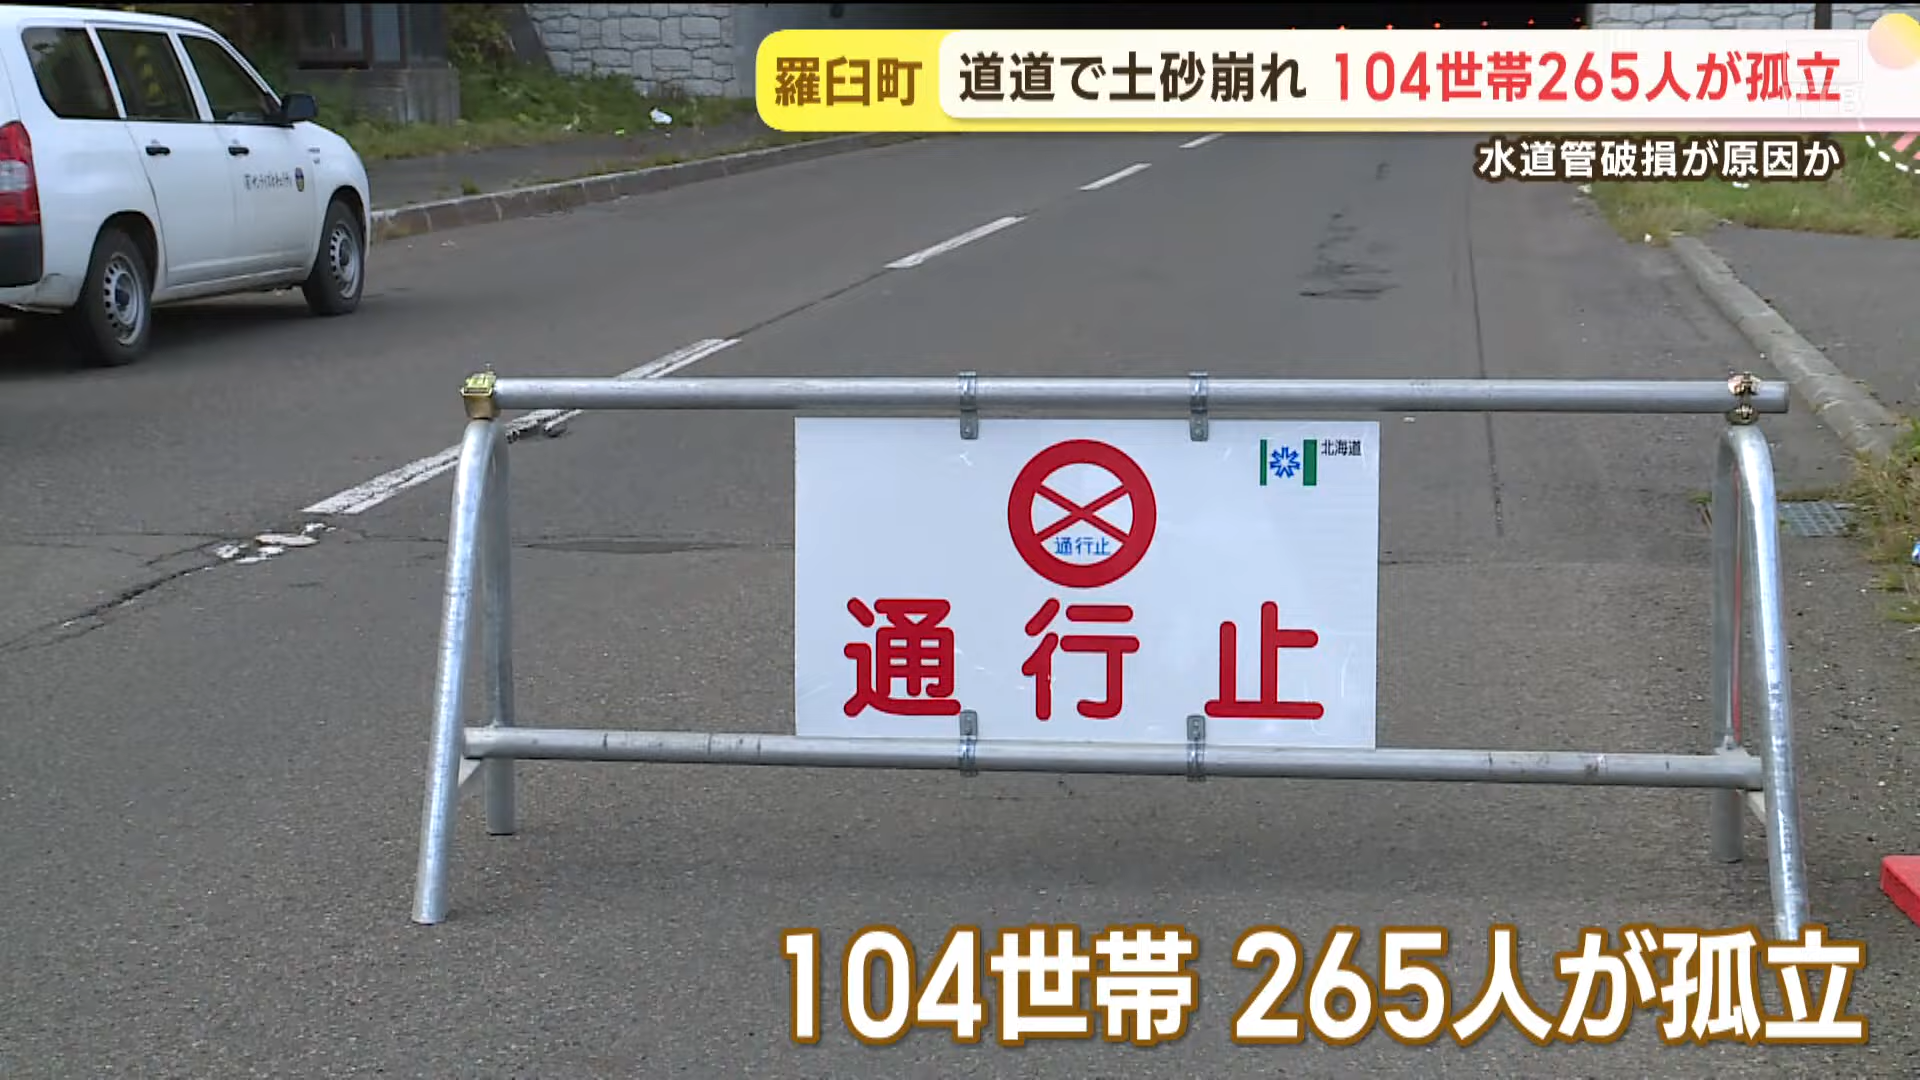 羅臼町 道道で土砂崩れ 104世帯265人が孤立
水道管破損が原因か
北海道
通行止
通行止
104世帯 265人が孤立